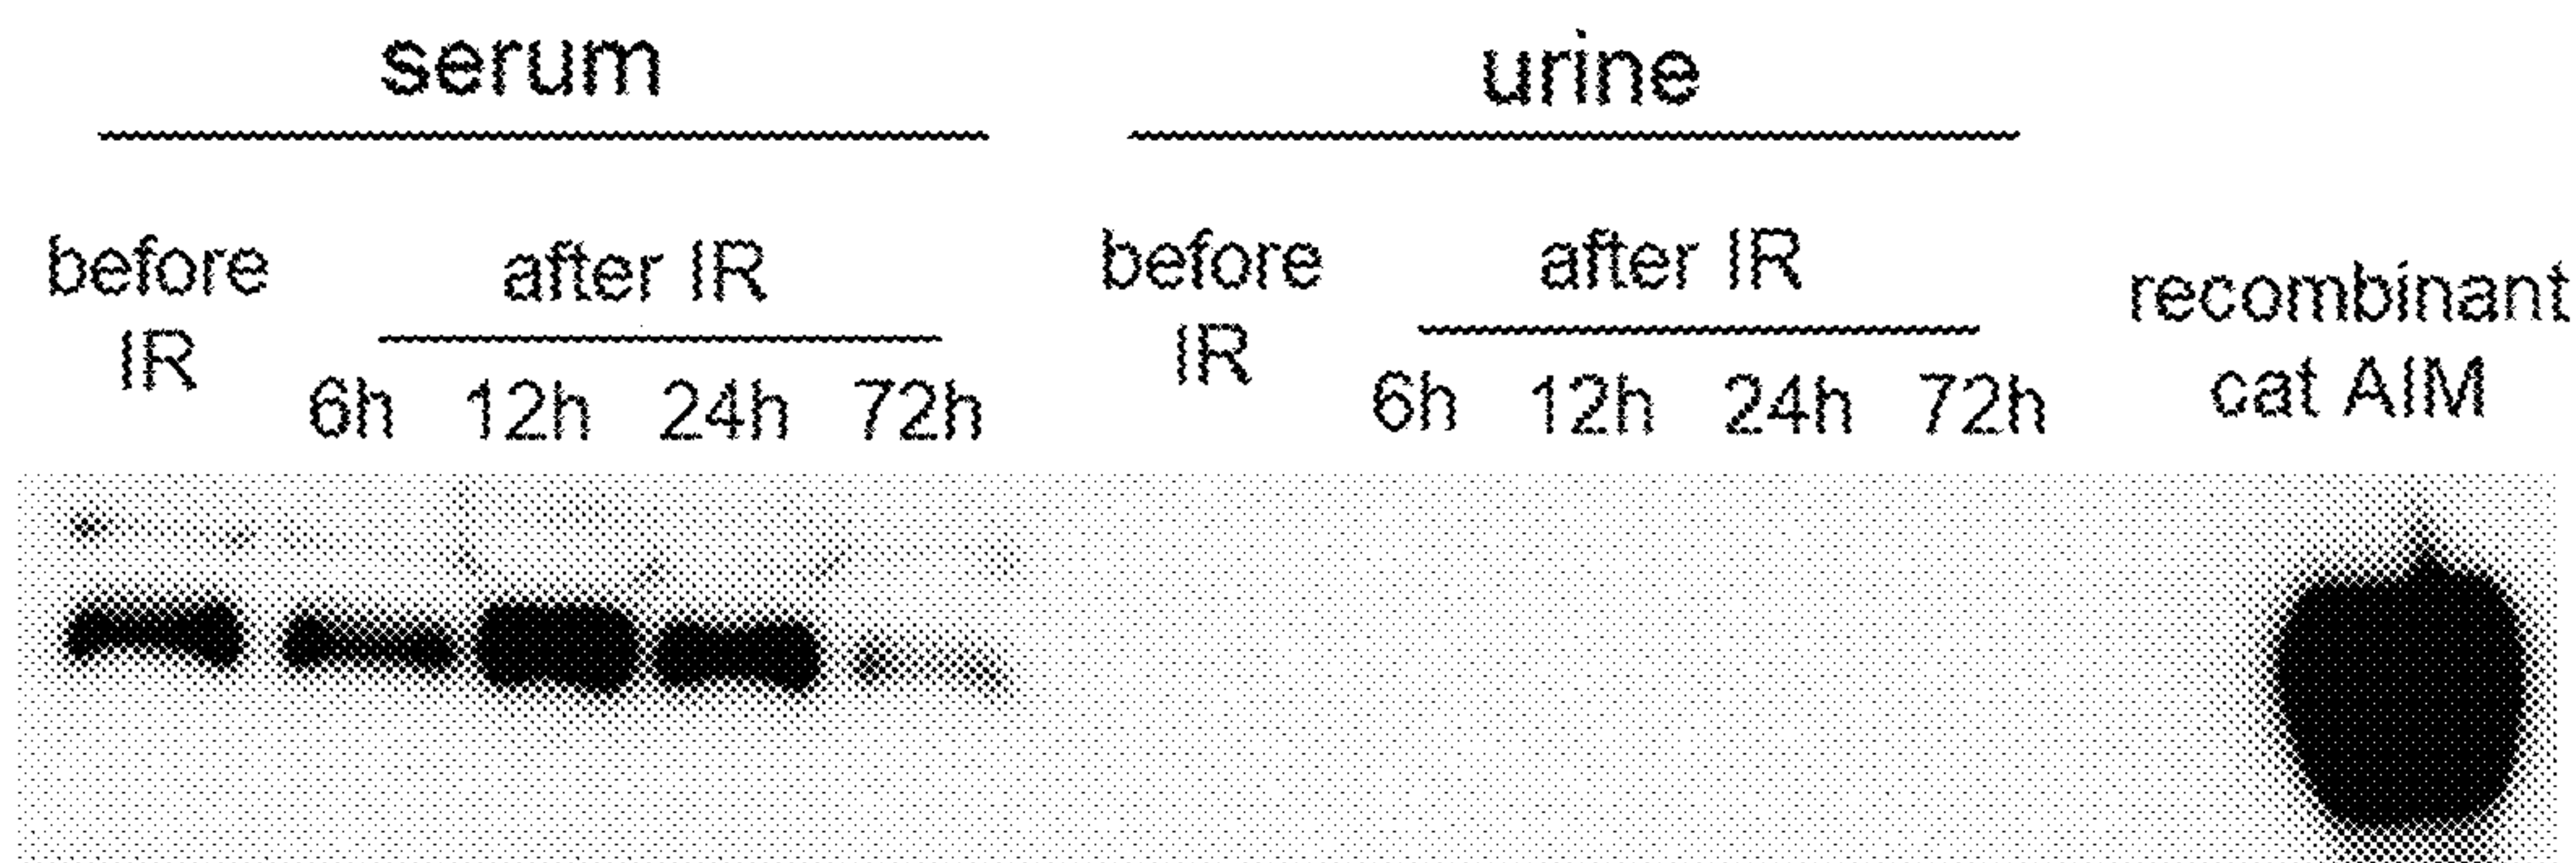 serum
urine
before
IR
after IR
6h 12h 24h 72h
before
IR
after IR
6h 12h 24h 72h
recombinant
cat AIM